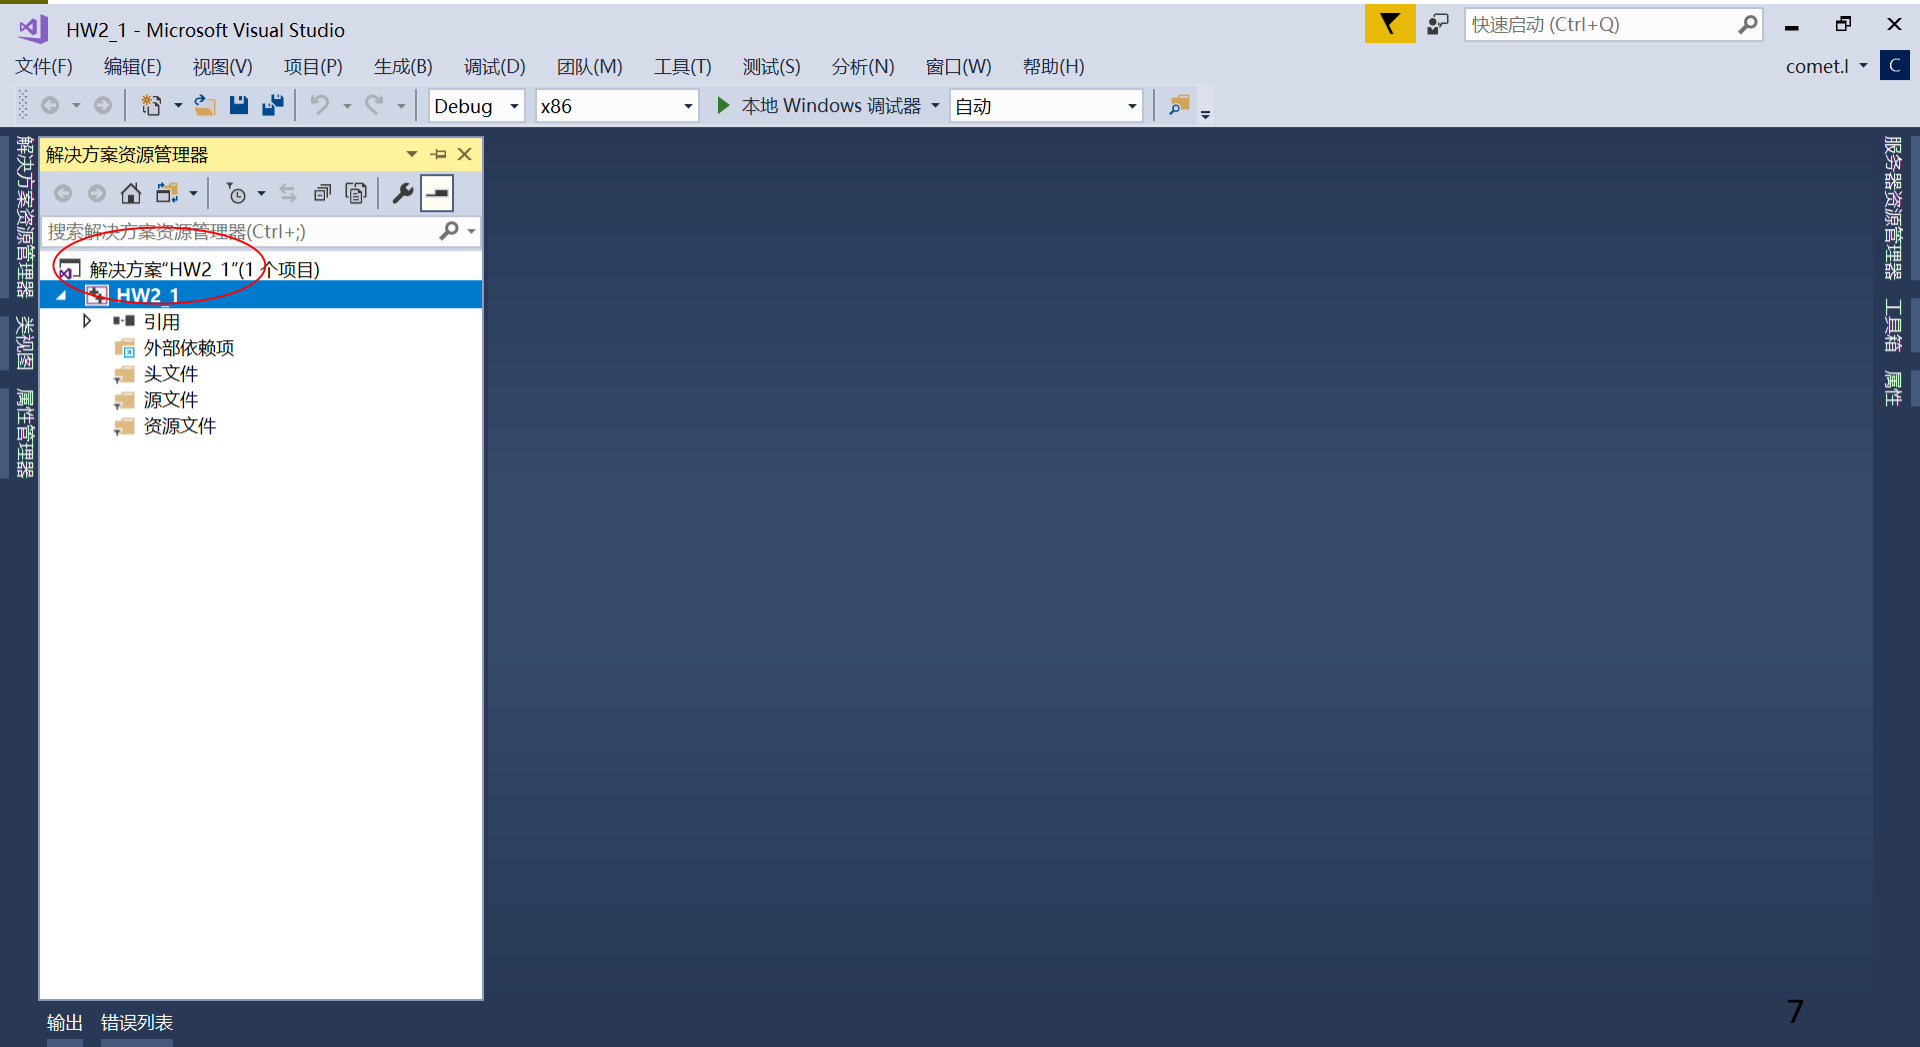 HW2_1 - Microsoft Visual Studio
快速启动 (Ctrl+Q)
文件(F) 编辑(E) 视图(V) 项目(P) 生成(B) 调试(D) 团队(M) 工具(T) 测试(S) 分析(N) 窗口(W) 帮助(H)
comet.l
C
Debug x86 本地 Windows 调试器 自动
解决方案资源管理器
类视图
属性管理器
解决方案资源管理器
搜索解决方案资源管理器(Ctrl+;)
解决方案"HW2_1"(1 个项目)
HW2_1
引用
外部依赖项
头文件
源文件
资源文件
服务器资源管理器
工具箱
属性
输出 错误列表
7